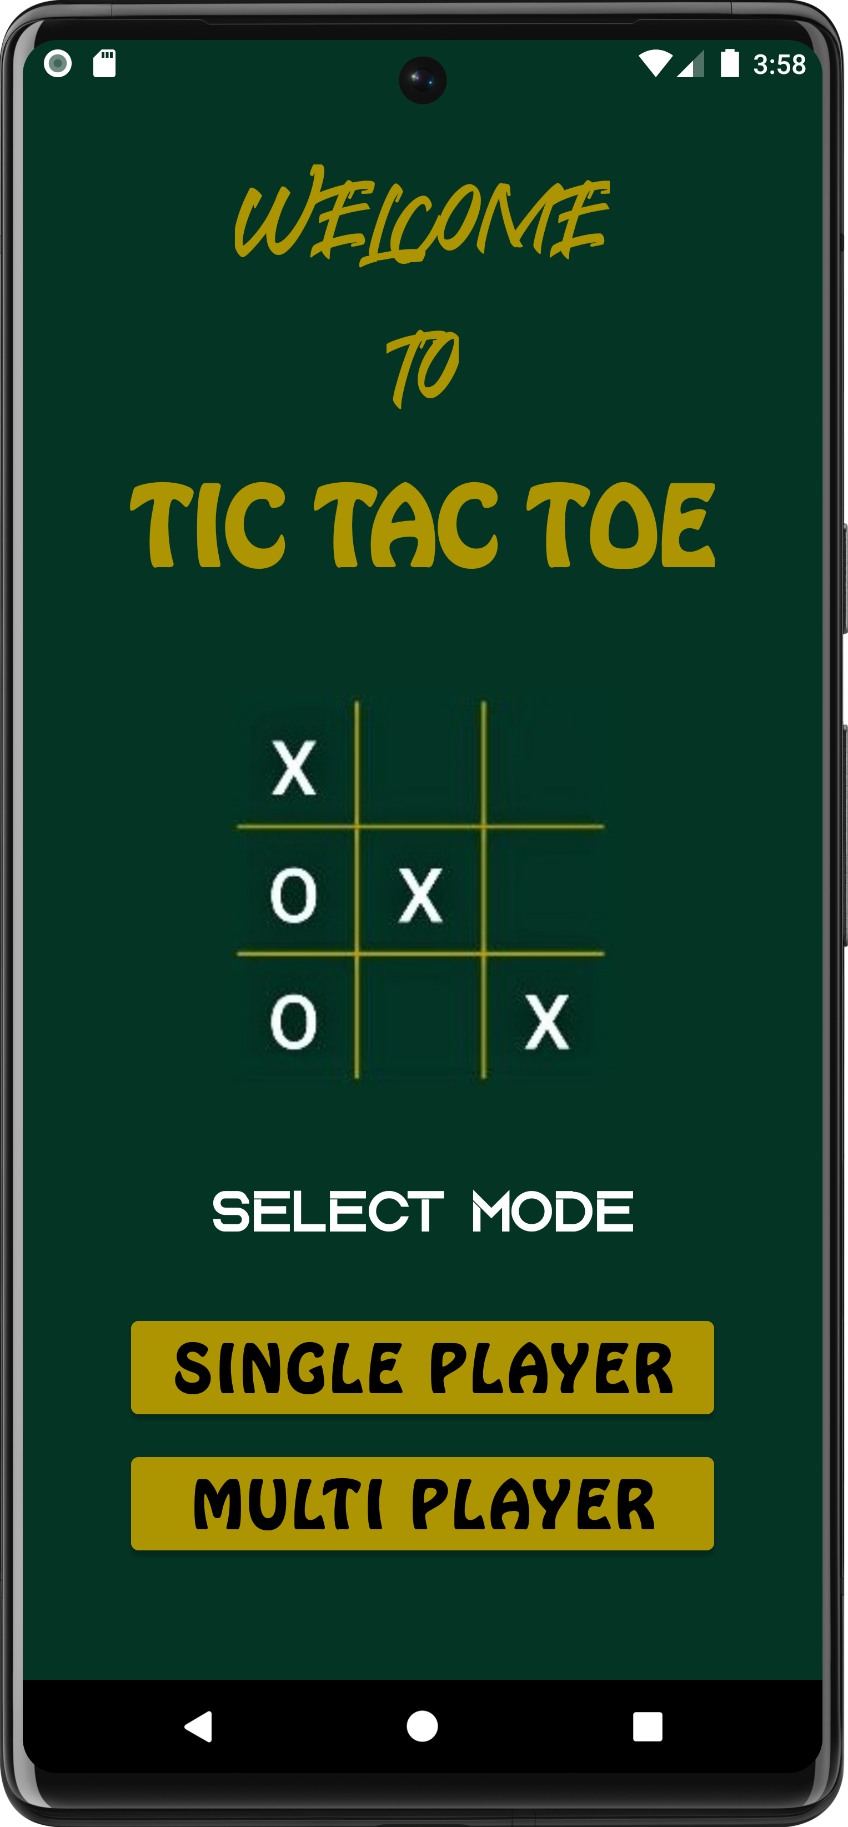 3:58
WELCOME
TO
TIC TAC TOE
X
O X
O X
SELECT MODE
SINGLE PLAYER
MULTI PLAYER